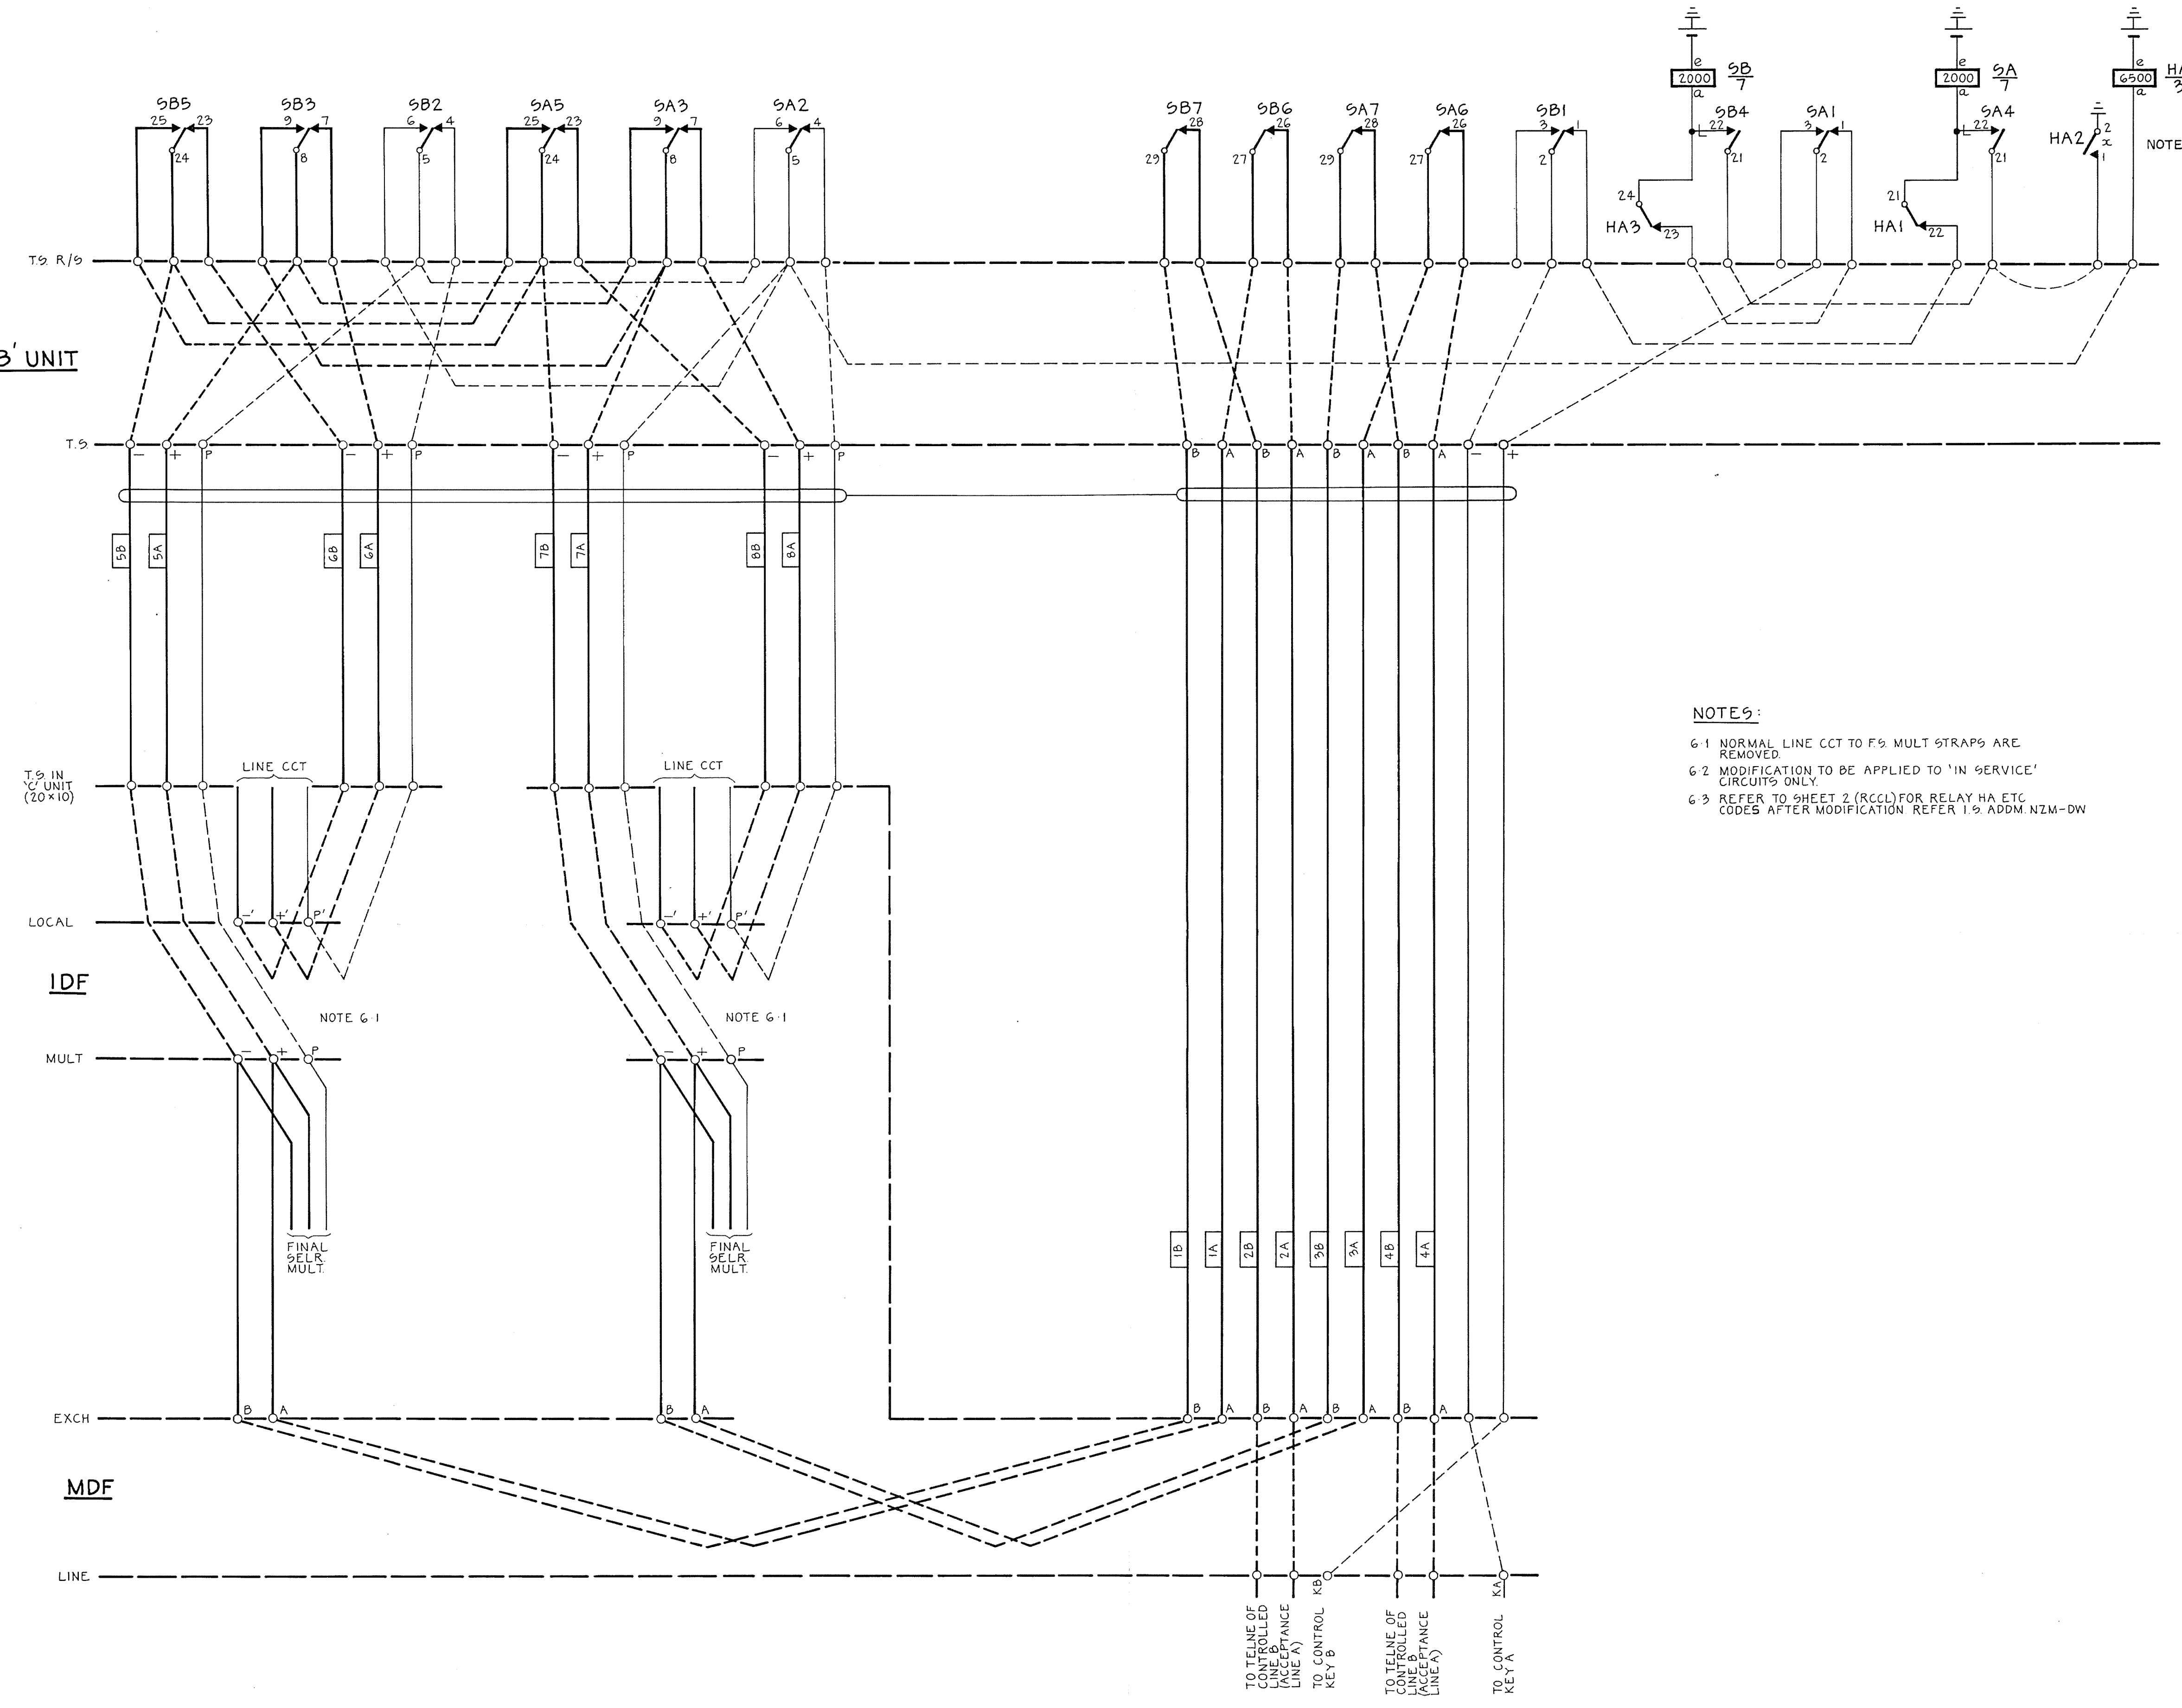 SB 7
SA 7
HA 3
e
e
e
2000
2000
6500
a
a
a
SB5 SB3 SB2 SA5 SA3 SA2 SB7 SB6 SA7 SA6 SB1 SB4 SA1 SA4
25 23 9 7 6 4 25 23 9 7 6 4 28 26 28 26 3 1 22 3 1 22
24 8 5 24 8 5 29 27 29 27 2 21 2 21
HA2 2 x 1
NOTE
24 HA3 23
21 HA1 22
T.S. R/S
B' UNIT
T.S.
- + P - + P - + P - + P B A B A B A B A - +
5B 5A 6B 6A 7B 7A 8B 8A
NOTES:
6·1 NORMAL LINE CCT TO F.S. MULT STRAPS ARE
REMOVED.
6·2 MODIFICATION TO BE APPLIED TO 'IN SERVICE'
CIRCUITS ONLY.
6·3 REFER TO SHEET 2 (RCCL) FOR RELAY HA ETC
CODES AFTER MODIFICATION REFER I.S. ADDM. NZM-DW
LINE CCT
LINE CCT
T.S. IN
'C' UNIT
(20×10)
LOCAL
-' +' P' -' +' P'
IDF
NOTE 6·1
NOTE 6·1
MULT
- + P - + P
FINAL
SELR.
MULT.
FINAL
SELR.
MULT.
1B 1A 2B 2A 3B 3A 4B 4A
EXCH
B A B A B A B A B A B A
MDF
LINE
KB
KA
TO TELNE OF
CONTROLLED
LINE B
(ACCEPTANCE
LINE A)
TO CONTROL
KEY B
TO TELNE OF
CONTROLLED
LINE B
(ACCEPTANCE
LINE A)
TO CONTROL
KEY A